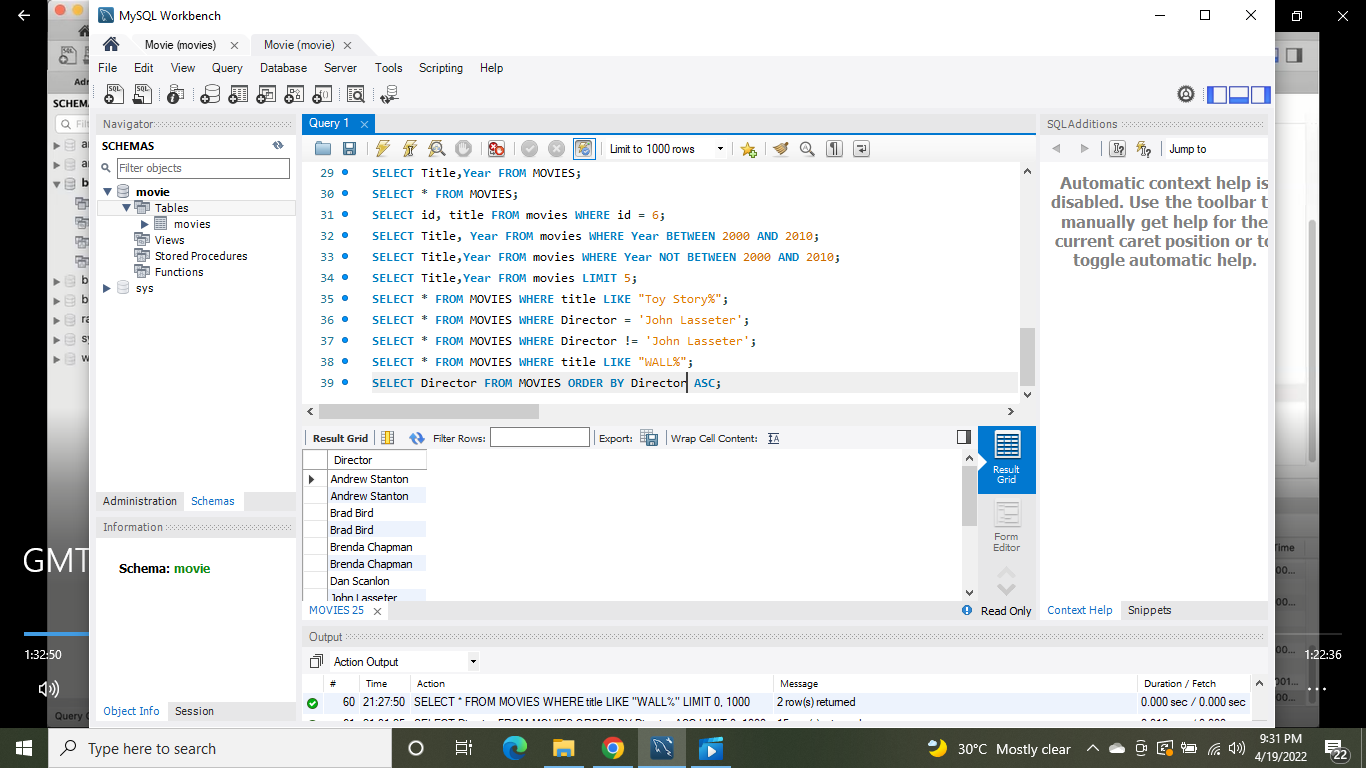 MySQL Workbench
Movie (movies)
Movie (movie)
File Edit View Query Database Server Tools Scripting Help
Navigator
SCHEMAS
Filter objects
movie
Tables
movies
Views
Stored Procedures
Functions
sys
Administration Schemas
Information
Schema: movie
Object Info Session
Query 1
Limit to 1000 rows
29 SELECT Title,Year FROM MOVIES;
30 SELECT * FROM MOVIES;
31 SELECT id, title FROM movies WHERE id = 6;
32 SELECT Title, Year FROM movies WHERE Year BETWEEN 2000 AND 2010;
33 SELECT Title,Year FROM movies WHERE Year NOT BETWEEN 2000 AND 2010;
34 SELECT Title,Year FROM movies LIMIT 5;
35 SELECT * FROM MOVIES WHERE title LIKE "Toy Story%";
36 SELECT * FROM MOVIES WHERE Director = 'John Lasseter';
37 SELECT * FROM MOVIES WHERE Director != 'John Lasseter';
38 SELECT * FROM MOVIES WHERE title LIKE "WALL%";
39 SELECT Director FROM MOVIES ORDER BY Director ASC;
Result Grid Filter Rows: Export: Wrap Cell Content:
Director
Andrew Stanton
Andrew Stanton
Brad Bird
Brad Bird
Brenda Chapman
Brenda Chapman
Dan Scanlon
John Lasseter
Result
Grid
Form
Editor
MOVIES 25
Read Only
SQLAdditions
Jump to
Automatic context help is
disabled. Use the toolbar t
manually get help for the
current caret position or to
toggle automatic help.
Context Help Snippets
Output
Action Output
# Time Action Message Duration / Fetch
60 21:27:50 SELECT * FROM MOVIES WHERE title LIKE "WALL%" LIMIT 0, 1000 2 row(s) returned 0.000 sec / 0.000 sec
GMT
1:32:50
1:22:36
Type here to search
30°C Mostly clear
9:31 PM
4/19/2022
22